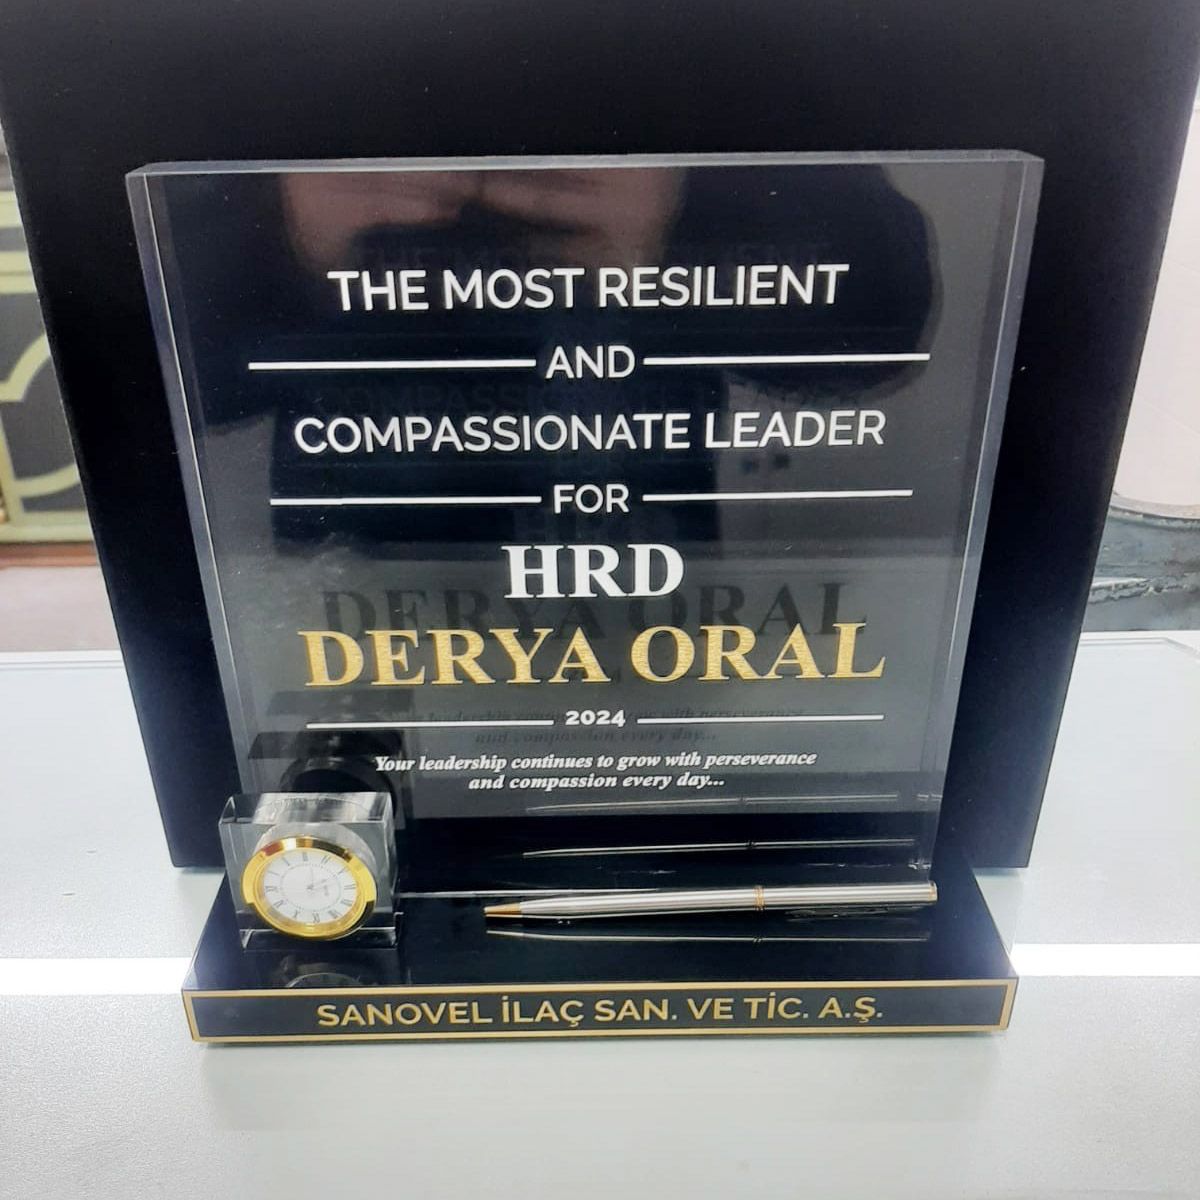 THE MOST RESILIENT
AND
COMPASSIONATE LEADER
FOR
HRD
DERYA ORAL
2024
Your leadership continues to grow with perseverance
and compassion every day...
SANOVEL İLAÇ SAN. VE TİC. A.Ş.